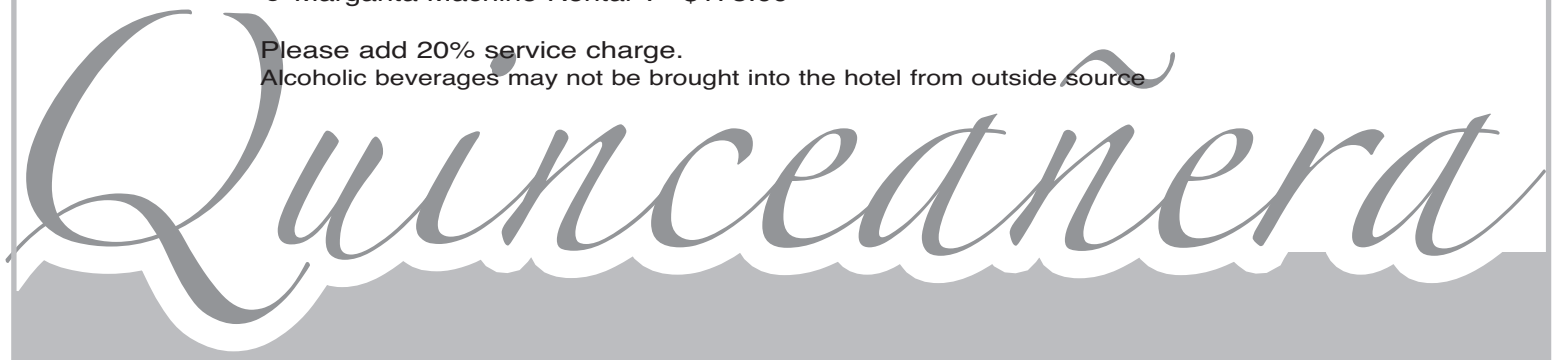 Please add 20% service charge.
Alcoholic beverages may not be brought into the hotel from outside source
Quinceañera